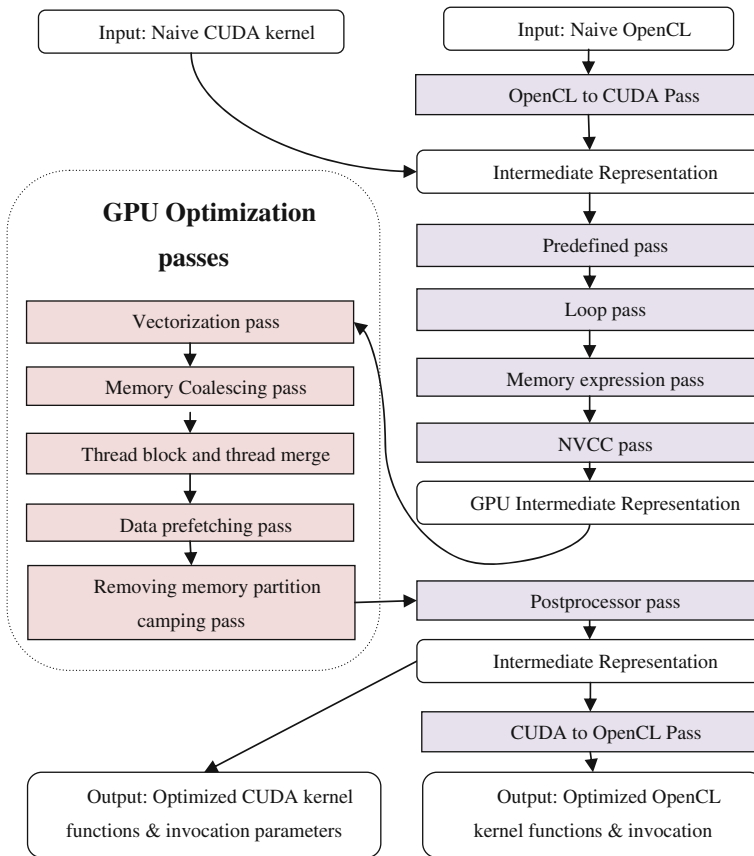 Input: Naive CUDA kernel
Input: Naive OpenCL
OpenCL to CUDA Pass
Intermediate Representation
GPU Optimization
passes
Predefined pass
Loop pass
Memory expression pass
NVCC pass
GPU Intermediate Representation
Vectorization pass
Memory Coalescing pass
Thread block and thread merge
Data prefetching pass
Removing memory partition
camping pass
Postprocessor pass
Intermediate Representation
CUDA to OpenCL Pass
Output: Optimized CUDA kernel
functions & invocation parameters
Output: Optimized OpenCL
kernel functions & invocation